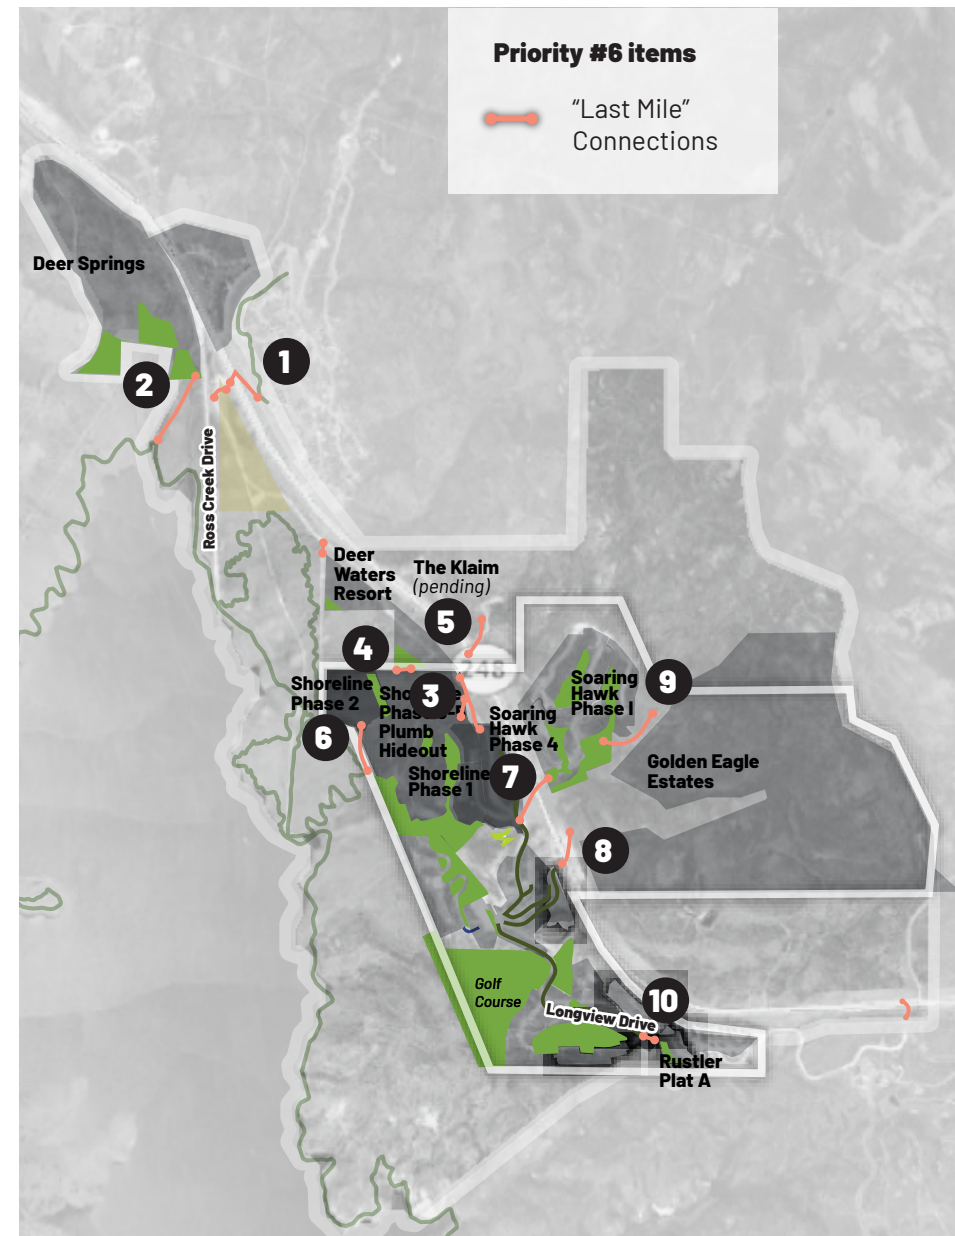 Priority #6 items
“Last Mile”
Connections
Deer Springs
1
2
Ross Creek Drive
Deer
Waters
Resort
The Klaim
(pending)
5
4
248
Shoreline
Phase 2
3
Plumb
Hideout
6
Soaring
Hawk
Phase 4
Soaring
Hawk
Phase I
9
Shoreline
Phase 1
7
Golden Eagle
Estates
8
Golf
Course
10
Longview Drive
Rustler
Plat A